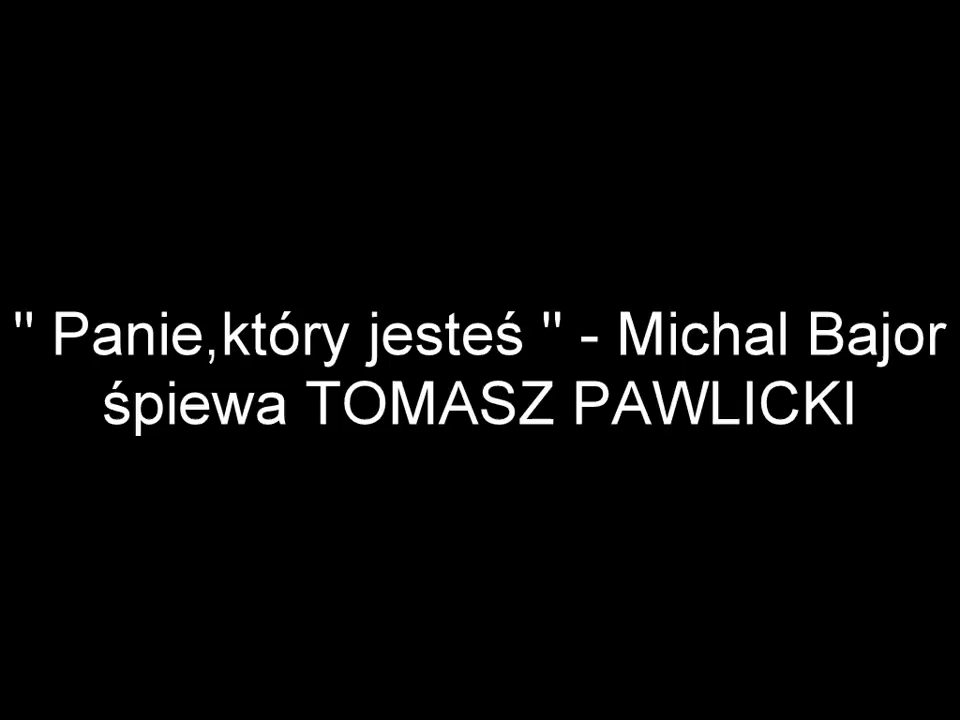 " Panie,który jesteś " - Michal Bajor
śpiewa TOMASZ PAWLICKI